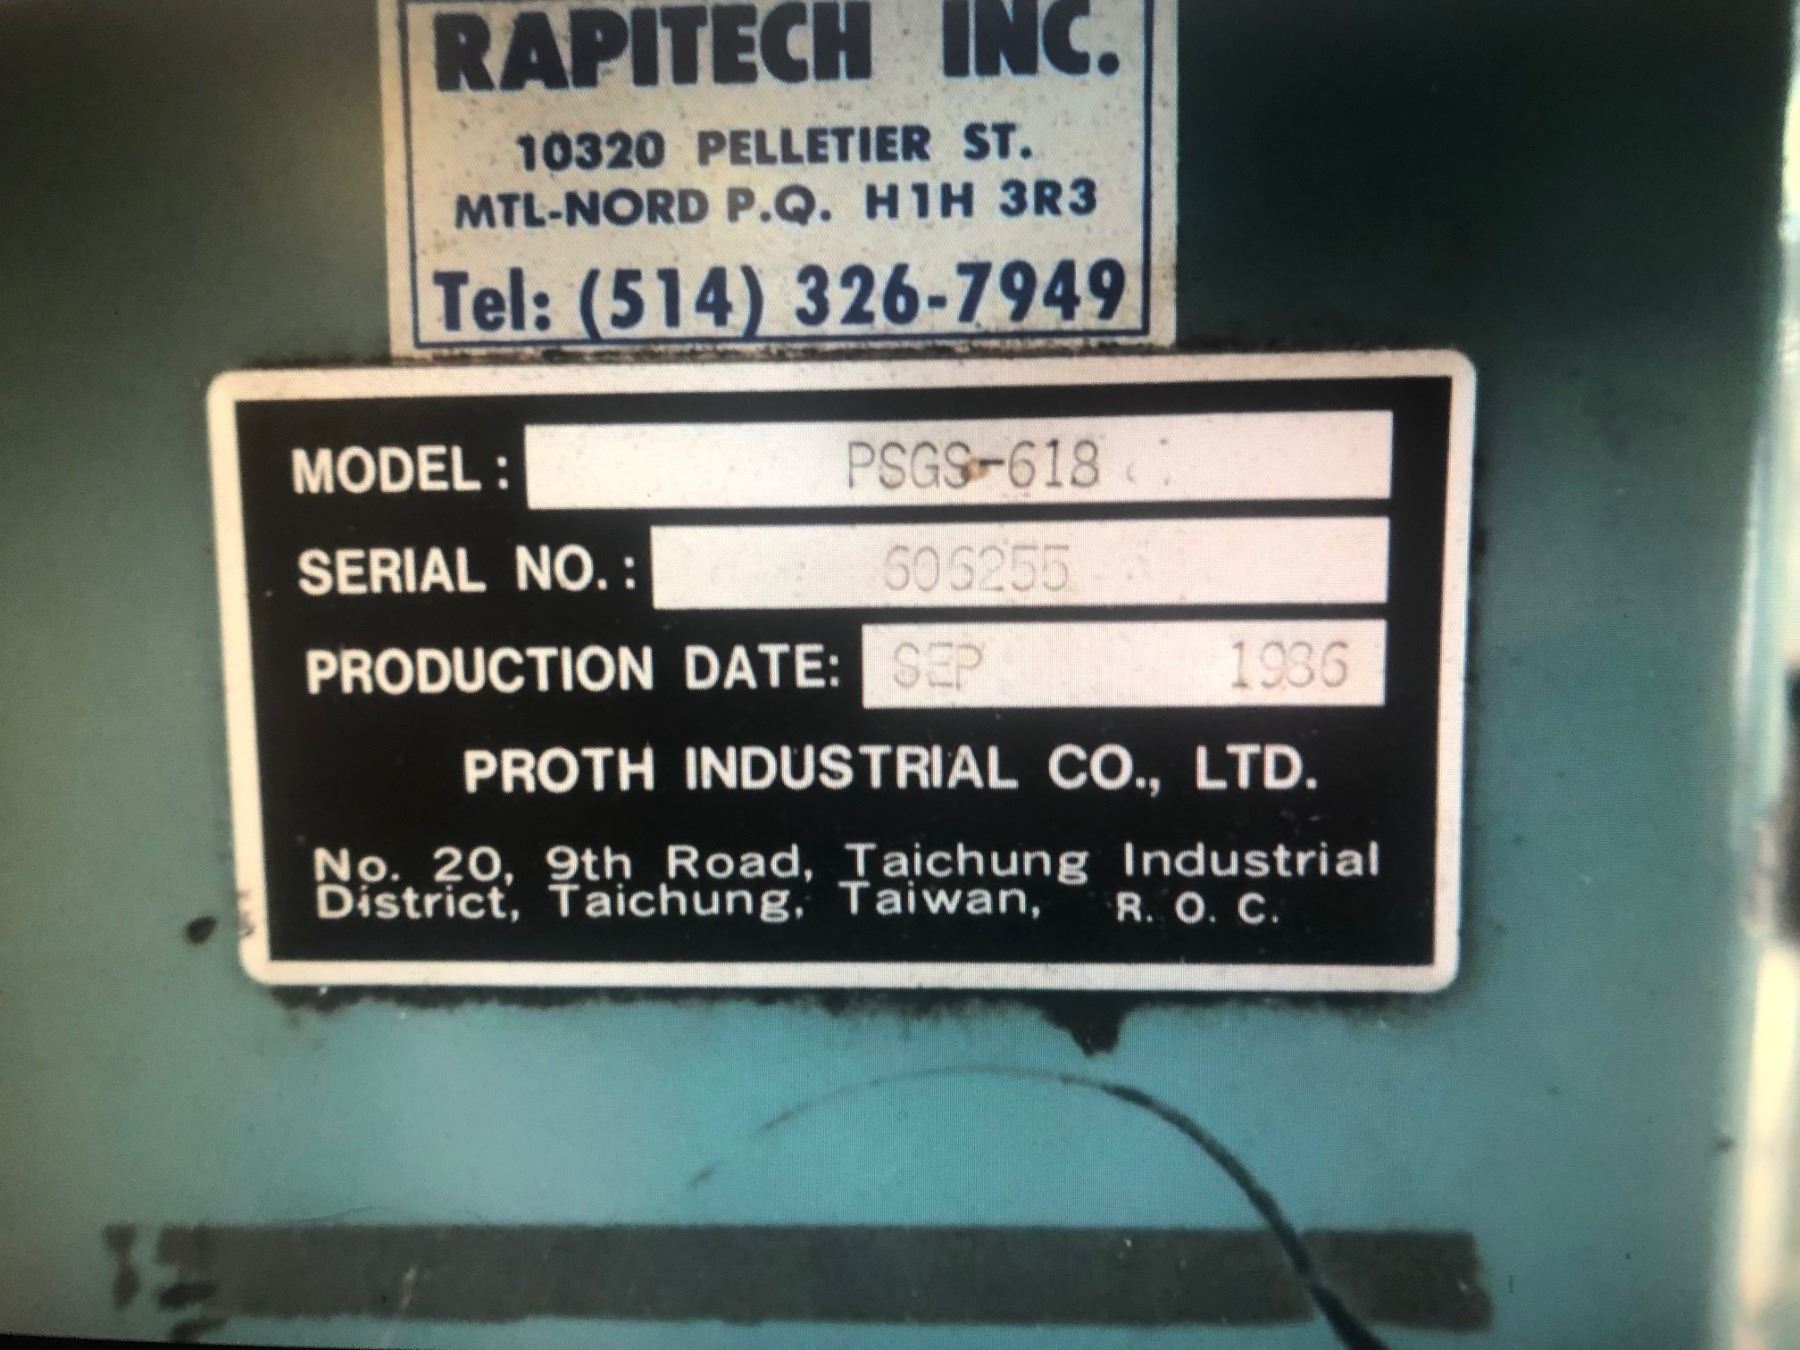 RAPITECH INC.
10320 PELLETIER ST.
MTL-NORD P.Q. H1H 3R3
Tel: (514) 326-7949
MODEL: PSGS-618
SERIAL NO.: 606255
PRODUCTION DATE: SEP 1986
PROTH INDUSTRIAL CO., LTD.
No. 20, 9th Road, Taichung Industrial
District, Taichung, Taiwan, R. O. C.